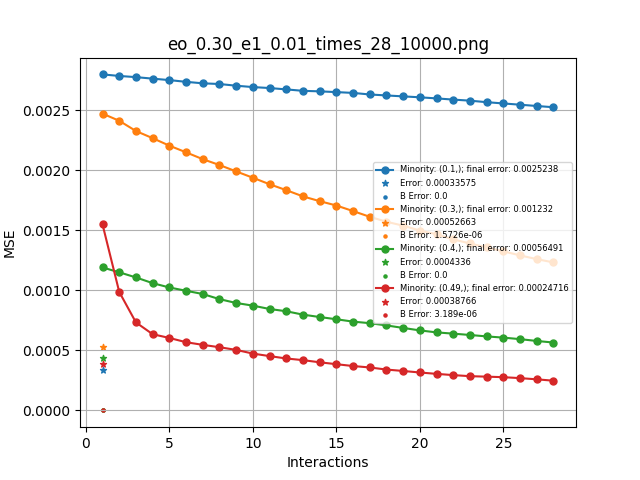 eo_0.30_e1_0.01_times_28_10000.png
MSE
0.0025
0.0020
0.0015
0.0010
0.0005
0.0000
Minority: (0.1,); final error: 0.0025238
Error: 0.00033575
B Error: 0.0
Minority: (0.3,); final error: 0.001232
Error: 0.00052663
B Error: 1.5726e-06
Minority: (0.4,); final error: 0.00056491
Error: 0.0004336
B Error: 0.0
Minority: (0.49,); final error: 0.00024716
Error: 0.00038766
B Error: 3.189e-06
0 5 10 15 20 25
Interactions